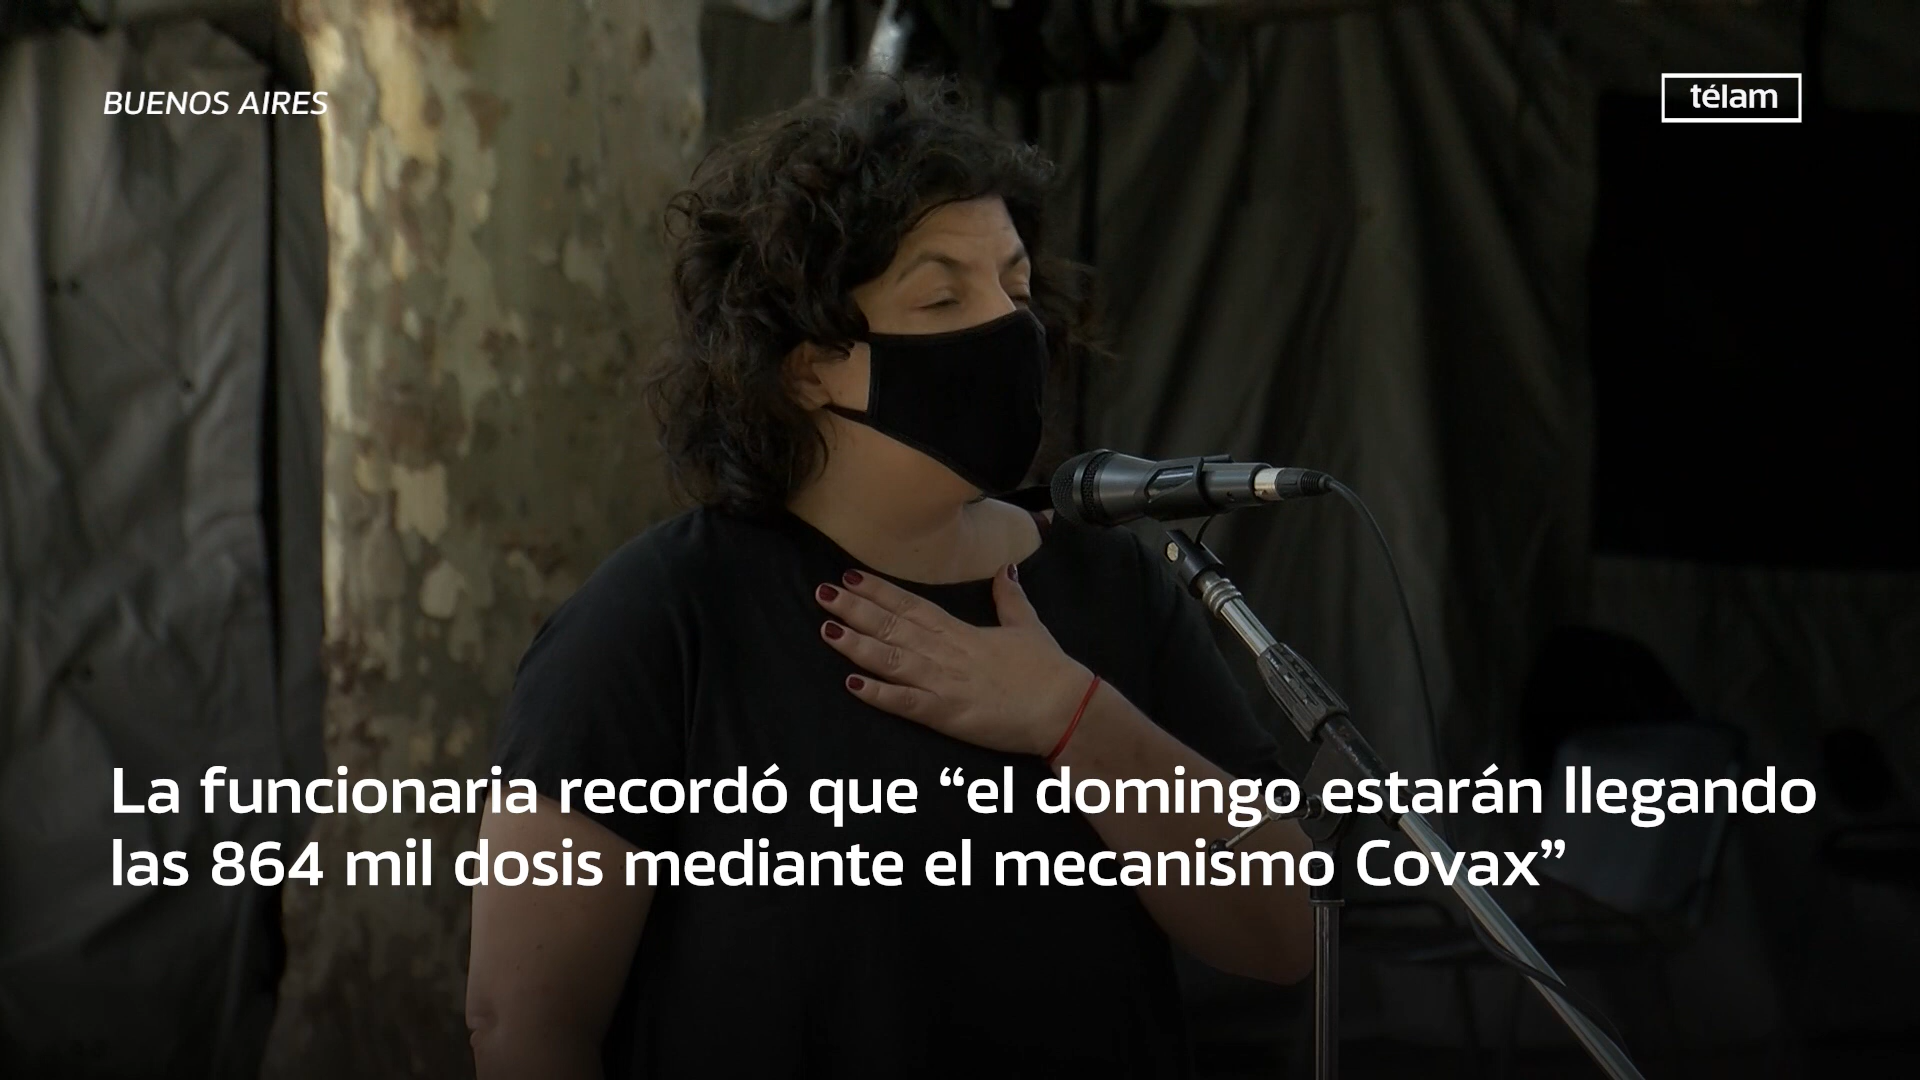 BUENOS AIRES
télam
La funcionaria recordó que “el domingo estarán llegando
las 864 mil dosis mediante el mecanismo Covax”